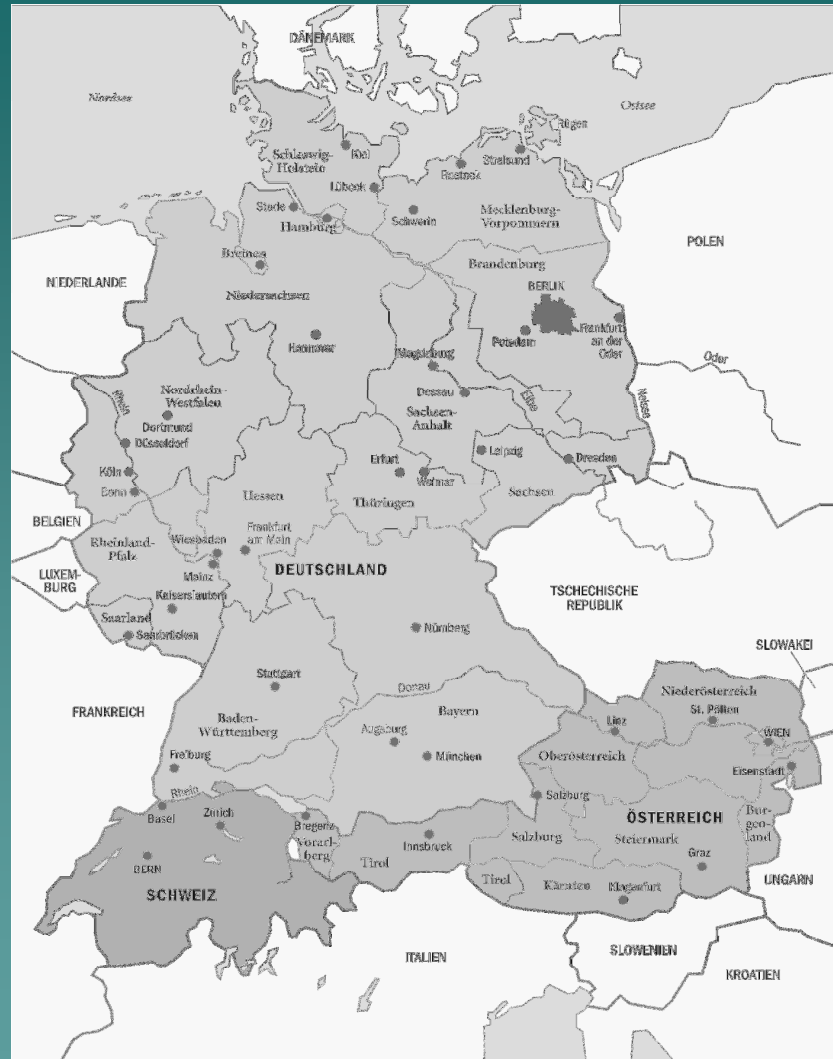 DÄNEMARK
Nordsee
Ostsee
Rügen
Kiel
Schleswig-
Holstein
Stralsund
Rostock
Lübeck
Stade
Schwerin
Mecklenburg-
Vorpommern
Hamburg
POLEN
Bremen
Brandenburg
NIEDERLANDE
BERLIN
Niedersachsen
Potsdam
Frankfurt
an der
Oder
Hannover
Magdeburg
Oder
Rhein
Nordrhein-
Westfalen
Dessau
Elbe
Neisse
Sachsen-
Anhalt
Dortmund
Düsseldorf
Leipzig
Dresden
Köln
Erfurt
Weimar
Bonn
Hessen
Thüringen
Sachsen
BELGIEN
Rheinland-
Pfalz
Wiesbaden
Frankfurt
am Main
LUXEM-
BURG
Mainz
DEUTSCHLAND
TSCHECHISCHE
REPUBLIK
Kaiserslautern
Saarland
Saarbrücken
Nürnberg
SLOWAKEI
Stuttgart
Donau
Niederösterreich
FRANKREICH
Bayern
St. Pölten
Baden-
Württemberg
Linz
WIEN
Augsburg
München
Oberösterreich
Freiburg
Eisenstadt
Rhein
Salzburg
Basel
Zürich
Bregenz
ÖSTERREICH
Bur-
gen-
land
Vorarl-
berg
Innsbruck
Salzburg
Steiermark
BERN
Tirol
Graz
SCHWEIZ
Tirol
Kärnten
Klagenfurt
UNGARN
ITALIEN
SLOWENIEN
KROATIEN